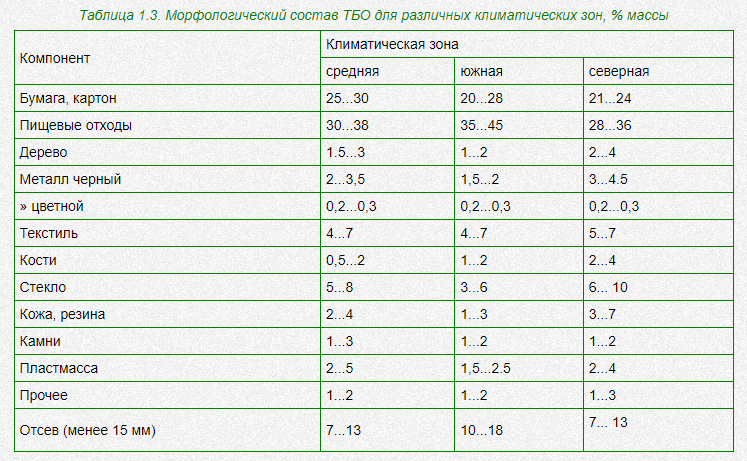 Таблица 1.3. Морфологический состав ТБО для различных климатических зон, % массы
Компонент
Климатическая зона
средняя южная северная
Бумага, картон 25...30 20...28 21...24
Пищевые отходы 30...38 35...45 28...36
Дерево 1.5...3 1...2 2...4
Металл черный 2...3,5 1,5...2 3...4.5
» цветной 0,2...0,3 0,2...0,3 0,2...0,3
Текстиль 4...7 4...7 5...7
Кости 0,5...2 1...2 2...4
Стекло 5...8 3...6 6... 10
Кожа, резина 2...4 1...3 3...7
Камни 1...3 1...2 1...2
Пластмасса 2...5 1,5...2.5 2...4
Прочее 1...2 1...2 1...3
Отсев (менее 15 мм) 7...13 10...18 7... 13